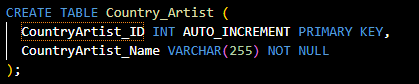 CREATE TABLE Country_Artist (
  CountryArtist_ID INT AUTO_INCREMENT PRIMARY KEY,
  CountryArtist_Name VARCHAR(255) NOT NULL
);